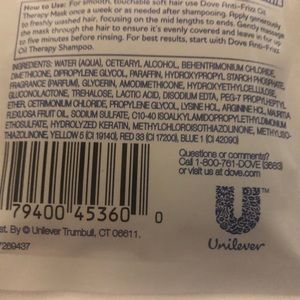 How to Use: For smooth, touchable soft hair use Dove Anti-Frizz Oil
Therapy Mask once a week or as needed after shampooing. Apply generously
to freshly washed hair, focusing on the mid lengths to ends. Gently massage
the mask through the hair to ensure it's evenly covered and leave in for up
to five minutes before rinsing. For best results, start with Dove Anti-Frizz
Oil Therapy Shampoo.
INGREDIENTS: WATER (AQUA), CETEARYL ALCOHOL, BEHENTRIMONIUM CHLORIDE,
DIMETHICONE, DIPROPYLENE GLYCOL, PARAFFIN, HYDROXYPROPYL STARCH PHOSPHATE,
FRAGRANCE (PARFUM), GLYCERIN, AMODIMETHICONE, HYDROXYETHYLCELLULOSE,
GLUCONOLACTONE, TREHALOSE, LACTIC ACID, DISODIUM EDTA, PEG-7 PROPYLHEPTYL
ETHER, CETRIMONIUM CHLORIDE, PROPYLENE GLYCOL, LYSINE HCL, ARGININE HCL,
FLEXUOSA FRUIT OIL, SODIUM SULFATE, C10-40 ISOALKYLAMIDOPROPYLETHYLDIMONIUM
ETHOSULFATE, HYDROLYZED KERATIN, METHYLCHLOROISOTHIAZOLINONE, METHYLISO-
THIAZOLINONE, YELLOW 5 (CI 19140), RED 33 (CI 17200), BLUE 1 (CI 42090)
Questions or comments?
Call 1-800-761-DOVE (3683)
or visit us at dove.com
79400 45360 0
Unilever
st. By © Unilever Trumbull, CT 06611.
7269437